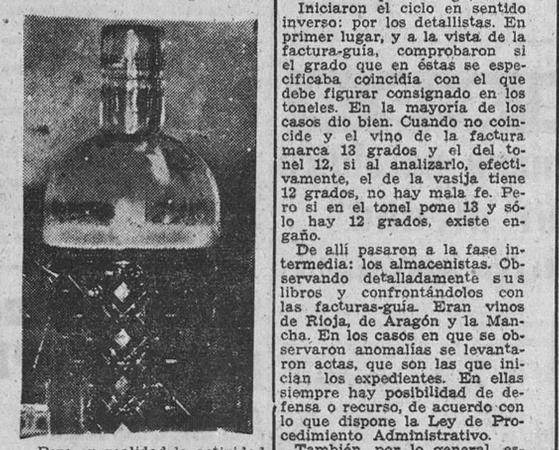 Iniciaron el ciclo en sentido
inverso: por los detallistas. En
primer lugar, y a la vista de la
factura-guía, comprobaron si
el grado que en éstas se espe-
cificaba coincidía con el que
debe figurar consignado en los
toneles. En la mayoría de los
casos dio bien. Cuando no coin-
cide y el vino de la factura
marca 13 grados y el del to-
nel 12, si al analizarlo, efecti-
vamente, el de la vasija tiene
12 grados, no hay mala fe. Pe-
ro si en el tonel pone 13 y só-
lo hay 12 grados, existe en-
gaño.
De allí pasaron a la fase in-
termedia: los almacenistas. Ob-
servando detalladamente sus
libros y confrontándolos con
las facturas-guía. Eran vinos
de Rioja, de Aragón y la Man-
cha. En los casos en que se ob-
servaron anomalías se levanta-
ron actas, que son las que ini-
cian los expedientes. En ellas
siempre hay posibilidad de de-
fensa o recurso, de acuerdo con
lo que dispone la Ley de Pro-
cedimiento Administrativo.
También, por lo general, es-